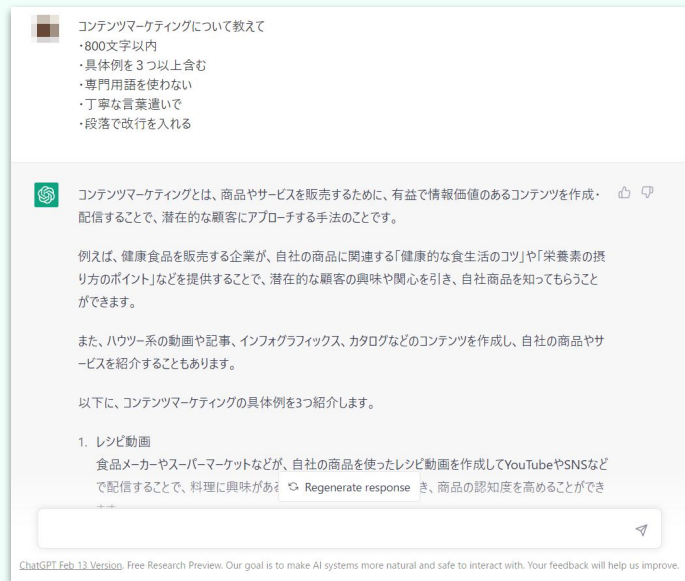 コンテンツマーケティングについて教えて
・800文字以内
・具体例を３つ以上含む
・専門用語を使わない
・丁寧な言葉遣いで
・段落で改行を入れる
コンテンツマーケティングとは、商品やサービスを販売するために、有益で情報価値のあるコンテンツを作成・
配信することで、潜在的な顧客にアプローチする手法のことです。
例えば、健康食品を販売する企業が、自社の商品に関連する「健康的な食生活のコツ」や「栄養素の摂
り方のポイント」などを提供することで、潜在的な顧客の興味や関心を引き、自社商品を知ってもらうこと
ができます。
また、ハウツー系の動画や記事、インフォグラフィックス、カタログなどのコンテンツを作成し、自社の商品やサ
ービスを紹介することもあります。
以下に、コンテンツマーケティングの具体例を3つ紹介します。
1. レシピ動画
食品メーカーやスーパーマーケットなどが、自社の商品を使ったレシピ動画を作成してYouTubeやSNSなど
で配信することで、料理に興味がある Regenerate response き、商品の認知度を高めることができ
ChatGPT Feb 13 Version. Free Research Preview. Our goal is to make AI systems more natural and safe to interact with. Your feedback will help us improve.